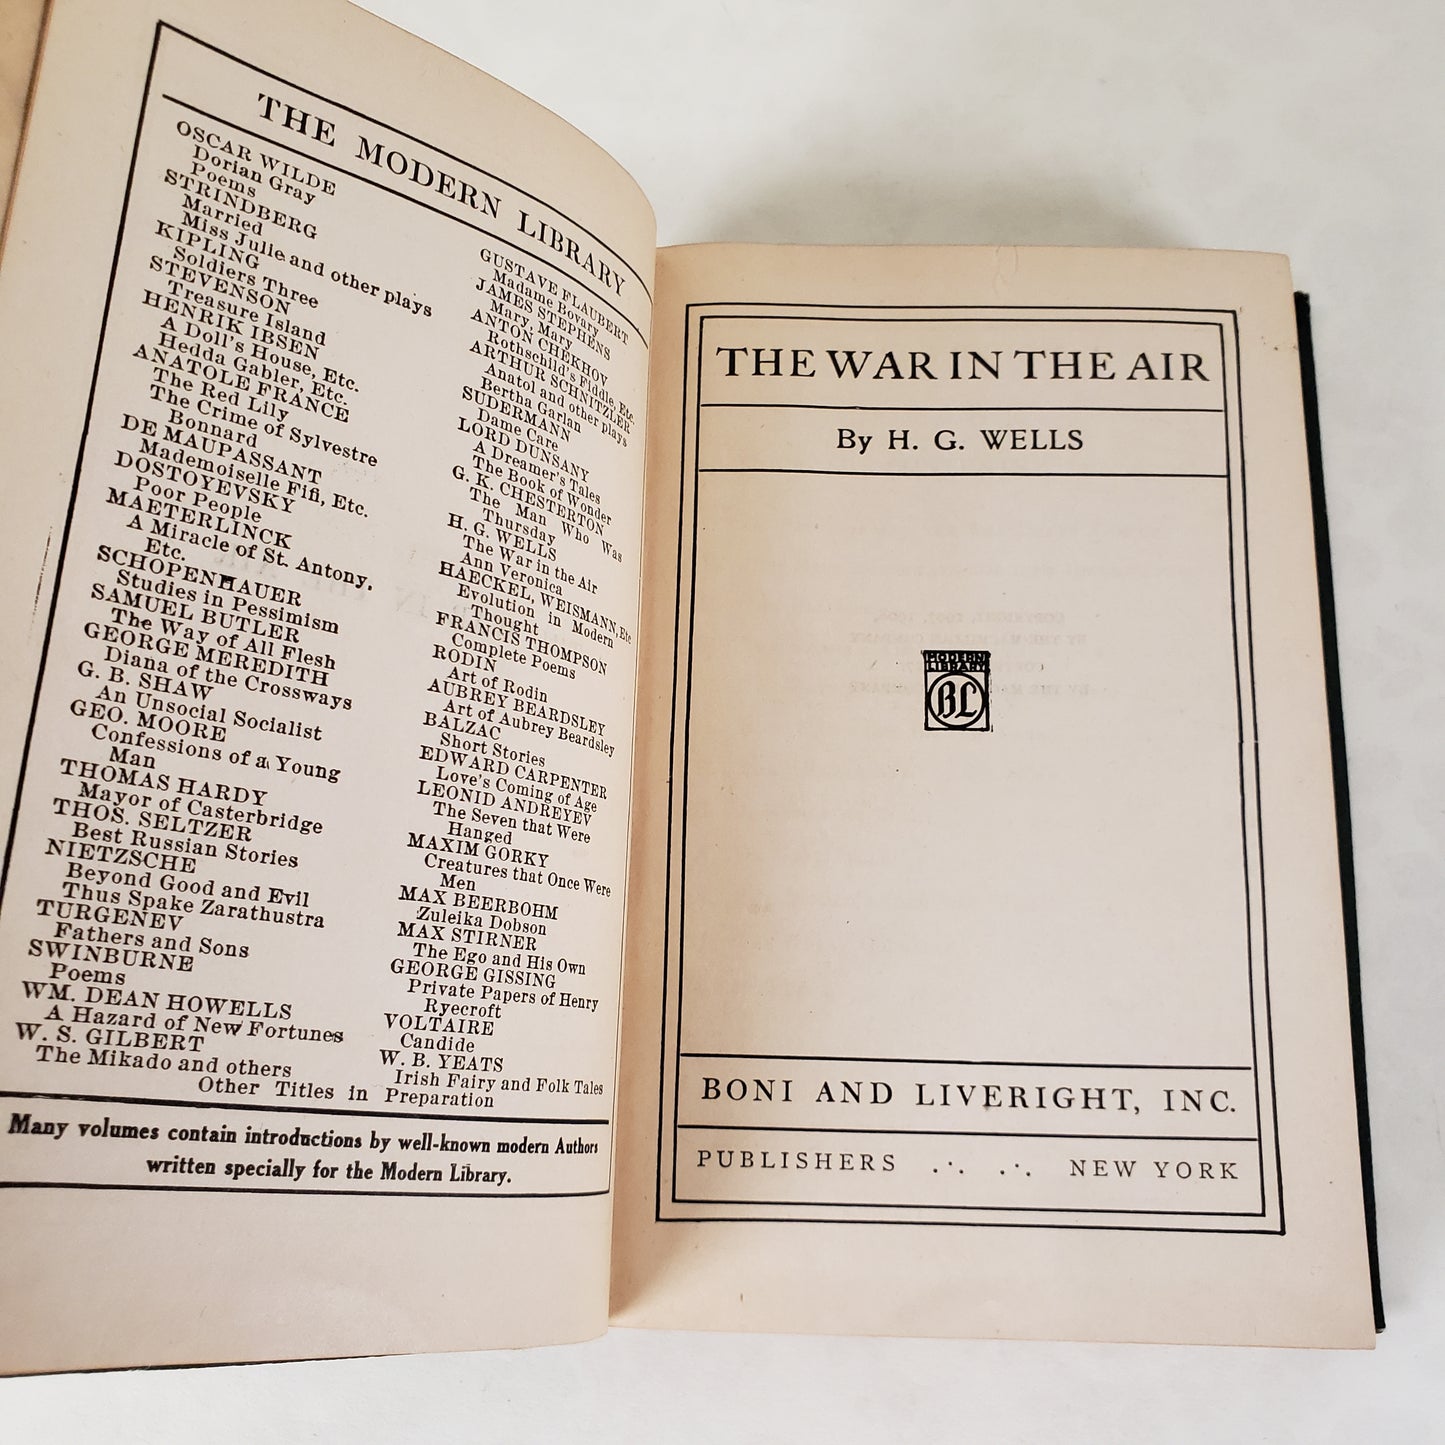 THE MODERN LIBRARY
OSCAR WILDE
Dorian Gray
Poems
STRINDBERG
Married
Miss Julie and other plays
KIPLING
Soldiers Three
STEVENSON
Treasure Island
HENRIK IBSEN
A Doll's House, Etc.
Hedda Gabler, Etc.
ANATOLE FRANCE
The Red Lily
The Crime of Sylvestre
Bonnard
DE MAUPASSANT
Mademoiselle Fifi, Etc.
DOSTOYEVSKY
Poor People
MAETERLINCK
A Miracle of St. Antony,
Etc.
SCHOPENHAUER
Studies in Pessimism
SAMUEL BUTLER
The Way of All Flesh
GEORGE MEREDITH
Diana of the Crossways
G. B. SHAW
An Unsocial Socialist
GEO. MOORE
Confessions of a Young
Man
THOMAS HARDY
Mayor of Casterbridge
THOS. SELTZER
Best Russian Stories
NIETZSCHE
Beyond Good and Evil
Thus Spake Zarathustra
TURGENEV
Fathers and Sons
SWINBURNE
Poems
WM. DEAN HOWELLS
A Hazard of New Fortunes
W. S. GILBERT
The Mikado and others
GUSTAVE FLAUBERT
Madame Bovary
JAMES STEPHENS
Mary, Mary
ANTON CHEKHOV
Rothschild's Fiddle, Etc.
ARTHUR SCHNITZLER
Anatol and other plays
Bertha Garlan
SUDERMANN
Dame Care
LORD DUNSANY
A Dreamer's Tales
The Book of Wonder
G. K. CHESTERTON
The Man Who Was
Thursday
H. G. WELLS
The War in the Air
Ann Veronica
HAECKEL, WEISMANN, Etc
Evolution in Modern
Thought
FRANCIS THOMPSON
Complete Poems
RODIN
Art of Rodin
AUBREY BEARDSLEY
Art of Aubrey Beardsley
BALZAC
Short Stories
EDWARD CARPENTER
Love's Coming of Age
LEONID ANDREYEV
The Seven that Were
Hanged
MAXIM GORKY
Creatures that Once Were
Men
MAX BEERBOHM
Zuleika Dobson
MAX STIRNER
The Ego and His Own
GEORGE GISSING
Private Papers of Henry
Ryecroft
VOLTAIRE
Candide
W. B. YEATS
Irish Fairy and Folk Tales
Other Titles in Preparation
Many volumes contain introductions by well-known modern Authors
written specially for the Modern Library.
THE WAR IN THE AIR
By H. G. WELLS
MODERN
LIBRARY
BL
BONI AND LIVERIGHT, INC.
PUBLISHERS .·. .·. NEW YORK